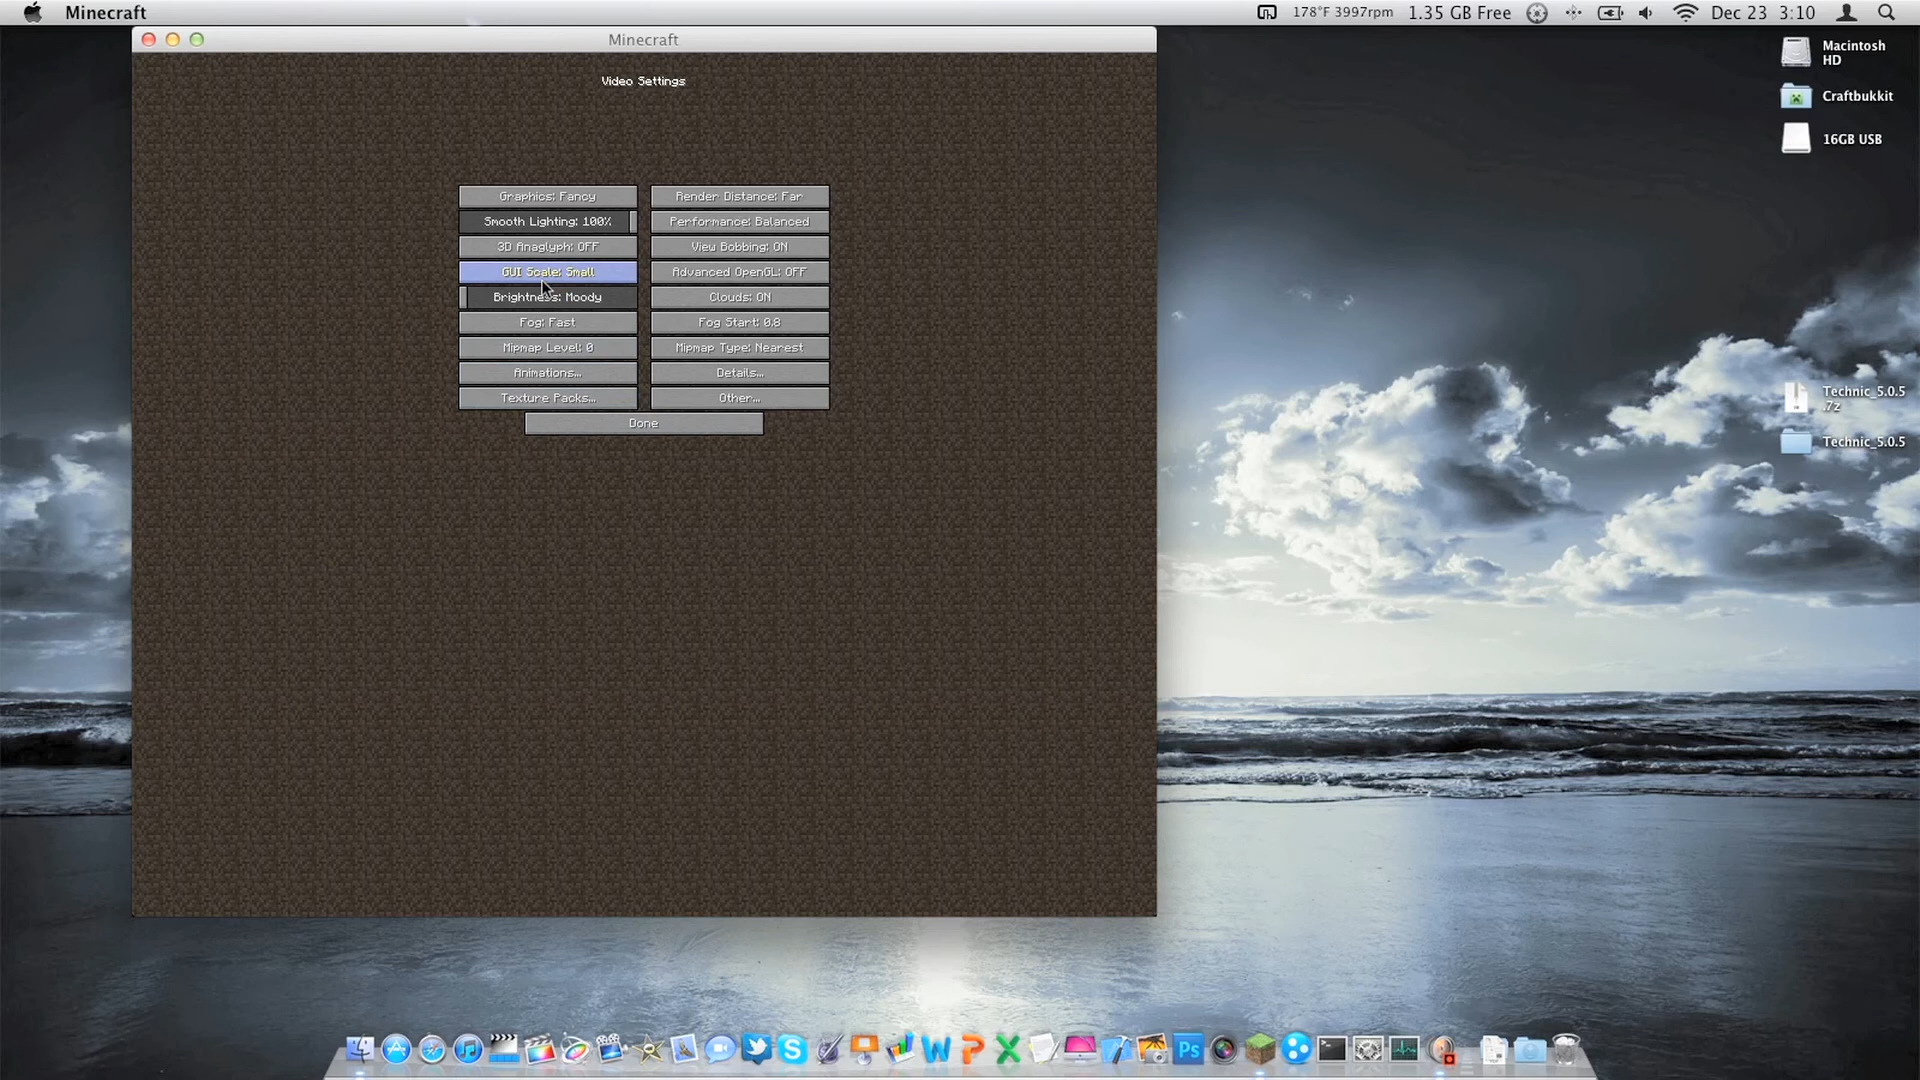 Minecraft
178°F 3997rpm 1.35 GB Free Dec 23 3:10
Minecraft
Video Settings
Graphics: Fancy Render Distance: Far
Smooth Lighting: 100% Performance: Balanced
3D Anaglyph: OFF View Bobbing: ON
GUI Scale: Small Advanced OpenGL: OFF
Brightness: Moody Clouds: ON
Fog: Fast Fog Start: 0.8
Mipmap Level: 0 Mipmap Type: Nearest
Animations... Details...
Texture Packs... Other...
Done
Macintosh
HD
Craftbukkit
16GB USB
Technic_5.0.5
.7z
Technic_5.0.5
Ps